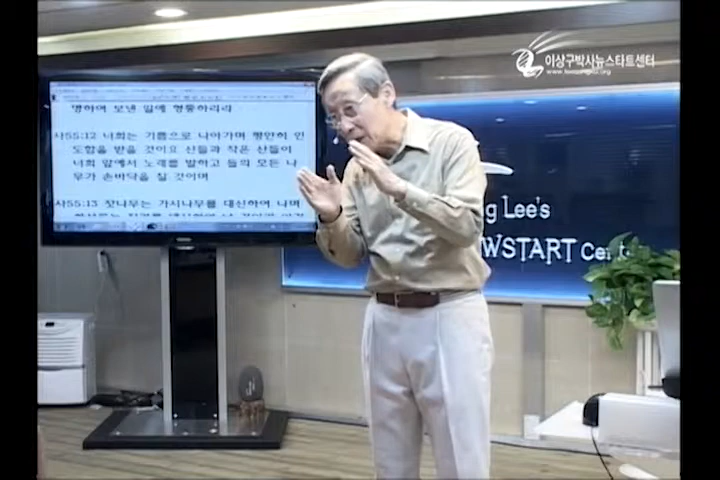 이상구박사뉴스타트센터
명하여 보낸 일에 형통하리라
사55:12 너희는 기쁨으로 나아가며 평안히 인
도함을 받을 것이요 산들과 작은 산들이
너희 앞에서 노래를 발하고 들의 모든 나
무가 손바닥을 칠 것이며
사55:13 잣나무는 가시나무를 대신하여 나며
g Lee's
WSTART Center